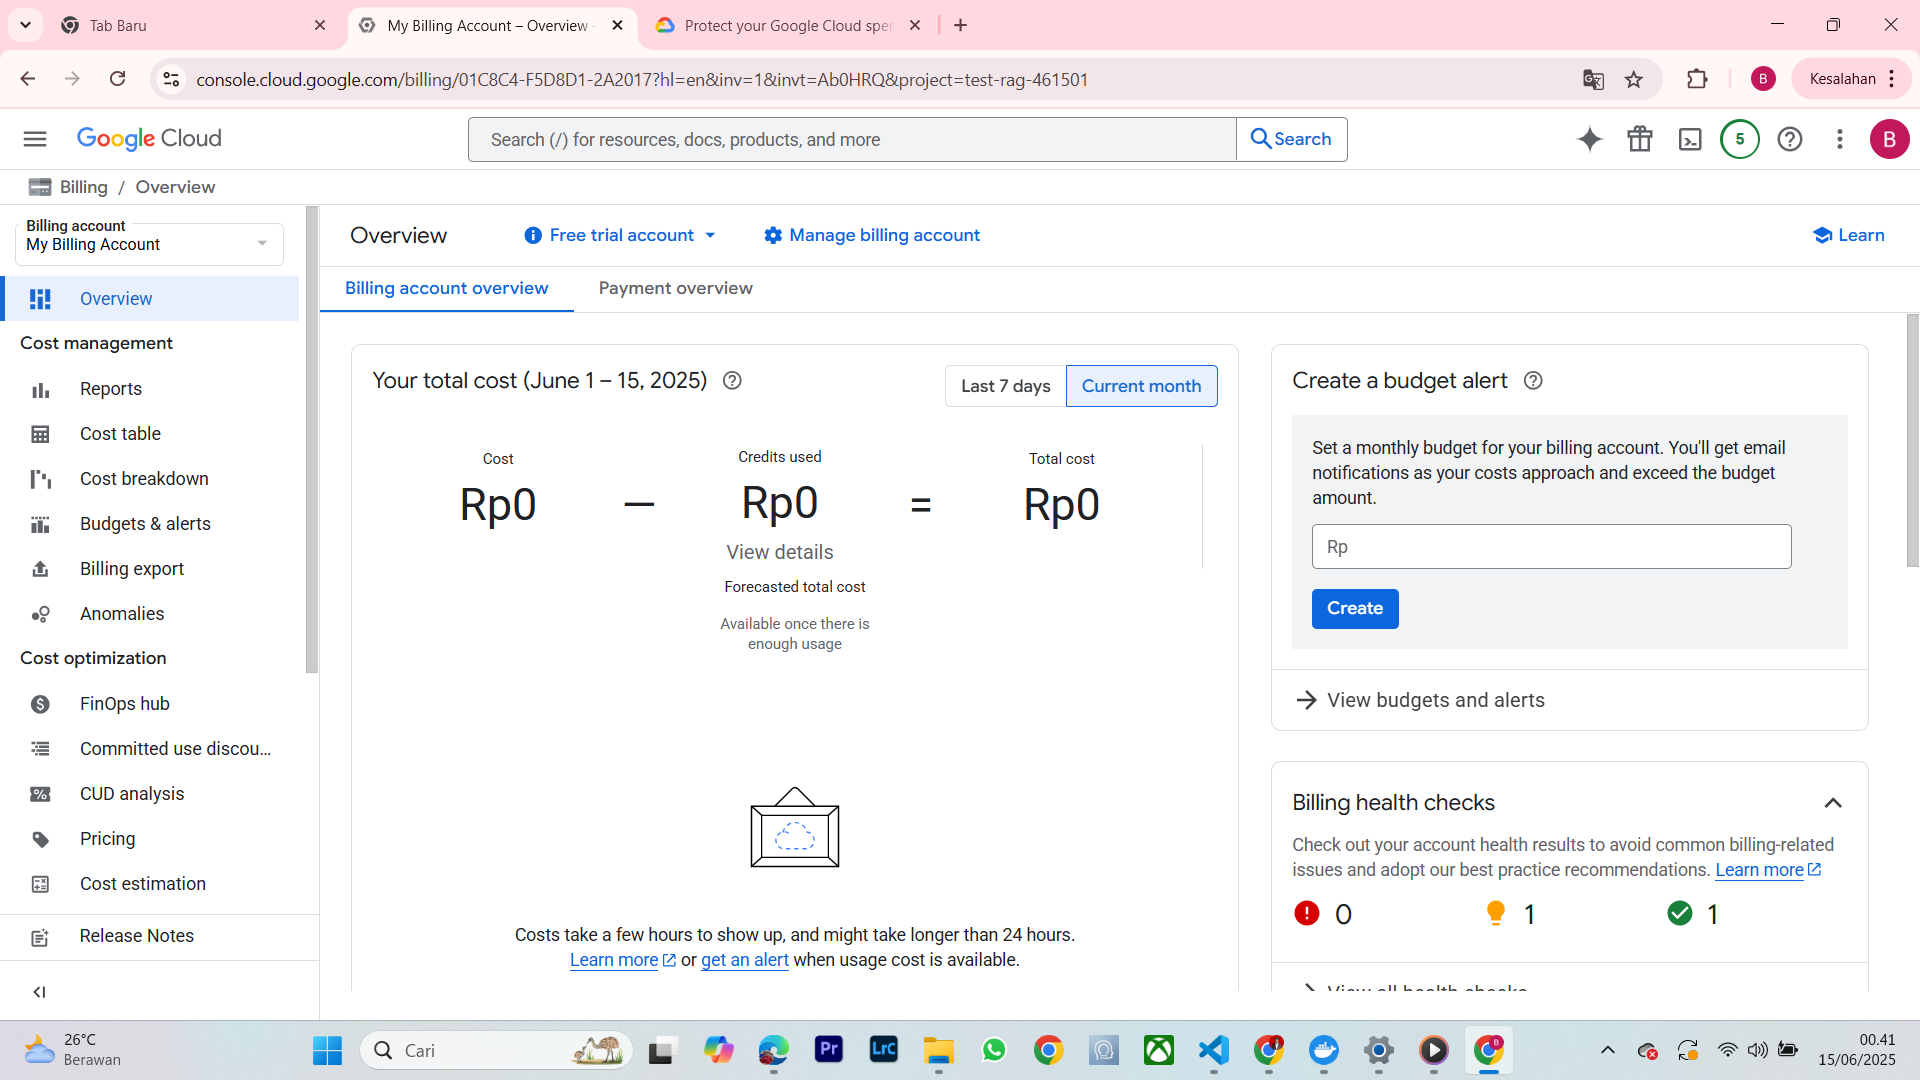 Tab Baru
My Billing Account – Overview -
Protect your Google Cloud spen
console.cloud.google.com/billing/01C8C4-F5D8D1-2A2017?hl=en&inv=1&invt=Ab0HRQ&project=test-rag-461501
B
Kesalahan
Google Cloud
Search (/) for resources, docs, products, and more
Search
5
B
Billing / Overview
Billing account
My Billing Account
Overview
Cost management
Reports
Cost table
Cost breakdown
Budgets & alerts
Billing export
Anomalies
Cost optimization
FinOps hub
Committed use discou...
CUD analysis
Pricing
Cost estimation
Release Notes
Overview
Free trial account
Manage billing account
Learn
Billing account overview
Payment overview
Your total cost (June 1 – 15, 2025)
Last 7 days
Current month
Cost
Rp0
—
Credits used
Rp0
View details
=
Total cost
Rp0
Forecasted total cost
Available once there is
enough usage
Costs take a few hours to show up, and might take longer than 24 hours.
Learn more or get an alert when usage cost is available.
Create a budget alert
Set a monthly budget for your billing account. You'll get email
notifications as your costs approach and exceed the budget
amount.
Rp
Create
View budgets and alerts
Billing health checks
Check out your account health results to avoid common billing-related
issues and adopt our best practice recommendations. Learn more
0
1
1
View all health checks
26°C
Berawan
Cari
Pr
LrC
B
00.41
15/06/2025